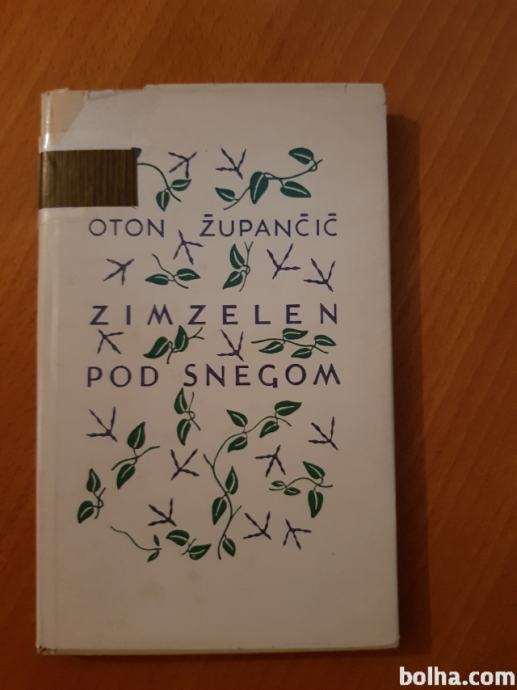 OTON ŽUPANČIČ
ZIMZELEN
POD SNEGOM
bolha.com